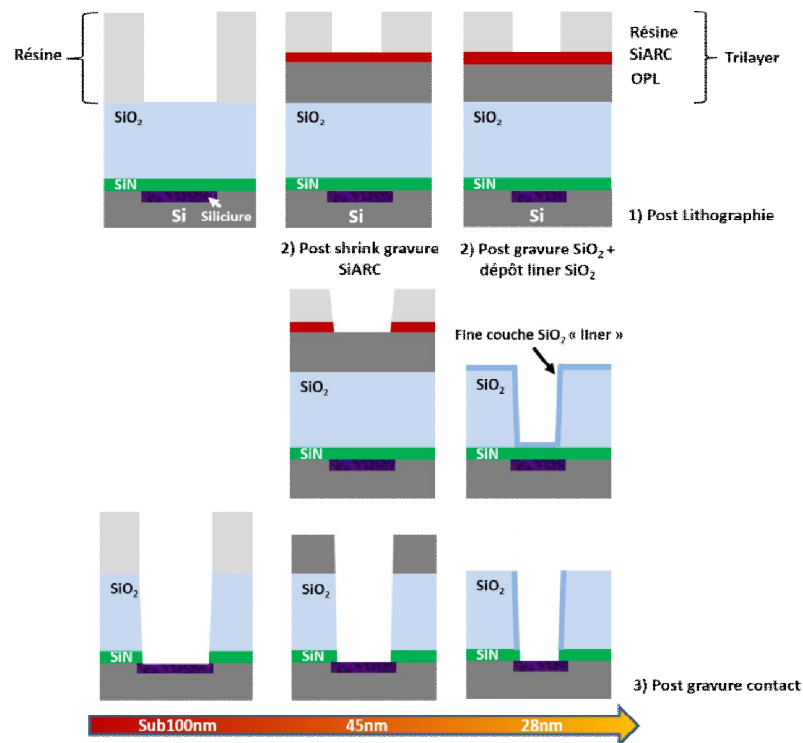 Résine
Résine
SiARC
OPL
Trilayer
SiO₂
SiO₂
SiO₂
SiN
SiN
SiN
Si
Siliciure
Si
Si
1) Post Lithographie
2) Post shrink gravure
SiARC
2) Post gravure SiO₂ +
dépôt liner SiO₂
Fine couche SiO₂ « liner »
SiO₂
SiO₂
SiN
SiN
SiO₂
SiO₂
SiO₂
SiN
SiN
SiN
3) Post gravure contact
Sub100nm
45nm
28nm